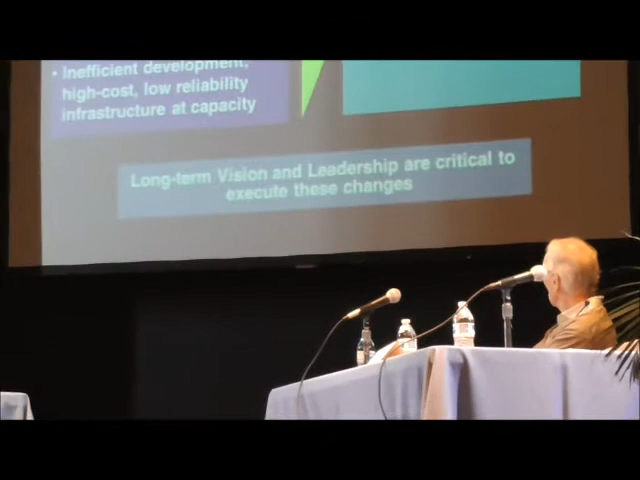 • Inefficient development,
high-cost, low reliability
infrastructure at capacity
Long-term Vision and Leadership are critical to
execute these changes